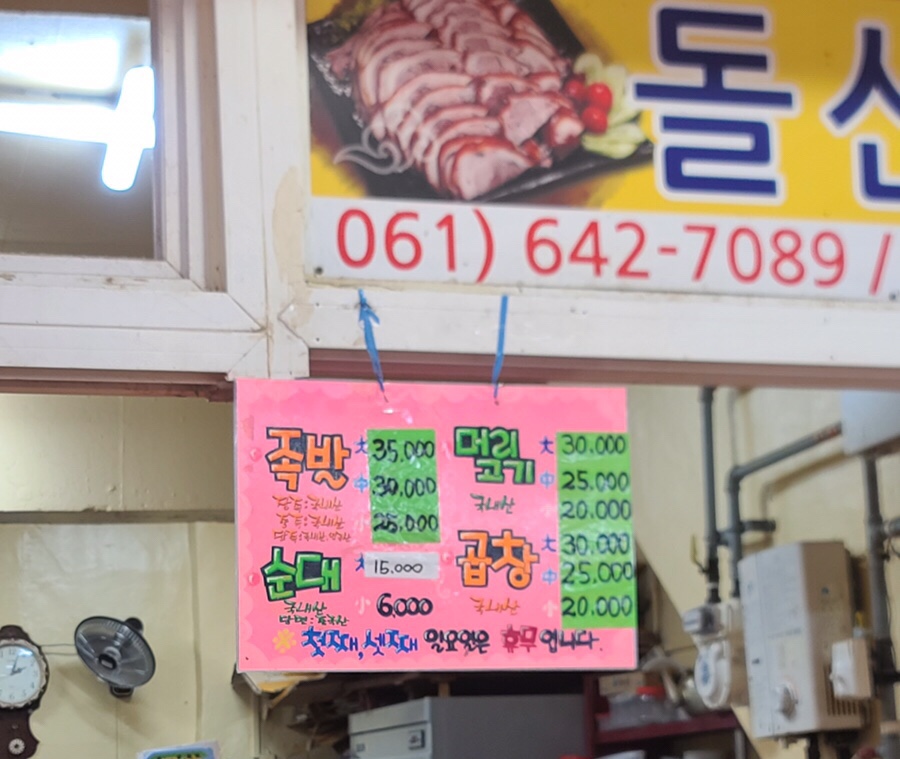 돌산
061) 642-7089 /
족발 大 35.000
中 30.000
小 25.000
순대 大 15.000
小 6.000
국내산
머리고기 大 30.000
中 25.000
小 20.000
국내산
곱창 大 30.000
中 25.000
小 20.000
국내산
첫째, 셋째 일요일은 휴무입니다.